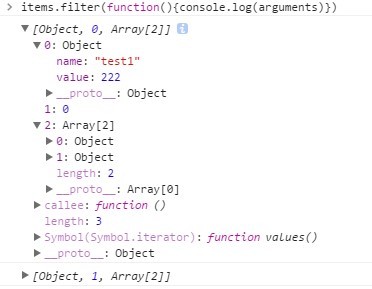 > items.filter(function(){console.log(arguments)})
▼ [Object, 0, Array[2]] i
▼ 0: Object
name: "test1"
value: 222
▶ __proto__: Object
1: 0
▼ 2: Array[2]
▶ 0: Object
▶ 1: Object
length: 2
▶ __proto__: Array[0]
▶ callee: function ()
length: 3
▶ Symbol(Symbol.iterator): function values()
▶ __proto__: Object
▶ [Object, 1, Array[2]]